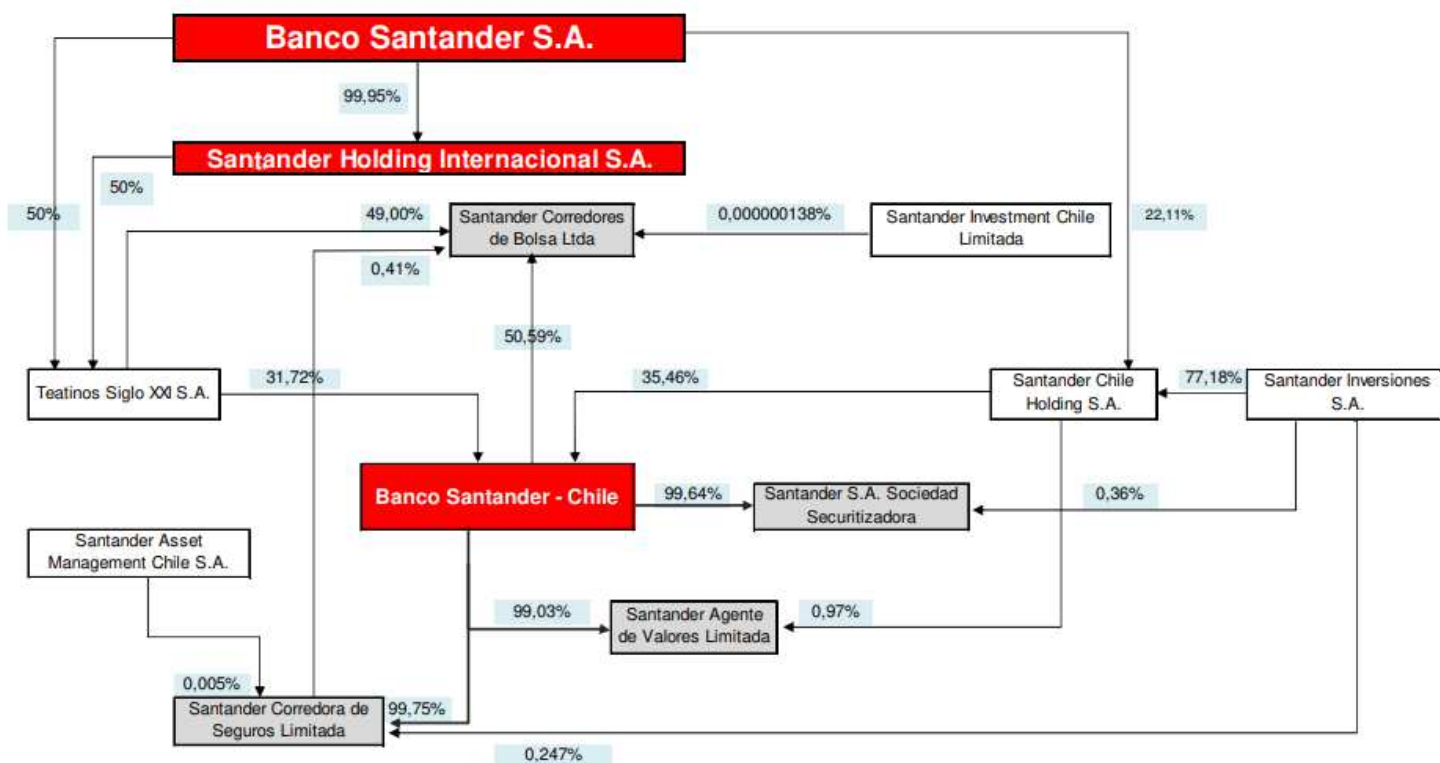 Banco Santander S.A.
99,95%
Santander Holding Internacional S.A.
50%
50%
49,00%
Santander Corredores
de Bolsa Ltda
0,000000138%
Santander Investment Chile
Limitada
22,11%
0,41%
50,59%
Teatinos Siglo XXI S.A.
31,72%
35,46%
Santander Chile
Holding S.A.
77,18%
Santander Inversiones
S.A.
Banco Santander - Chile
99,64%
Santander S.A. Sociedad
Securitizadora
0,36%
Santander Asset
Management Chile S.A.
99,03%
Santander Agente
de Valores Limitada
0,97%
0,005%
Santander Corredora de
Seguros Limitada
99,75%
0,247%